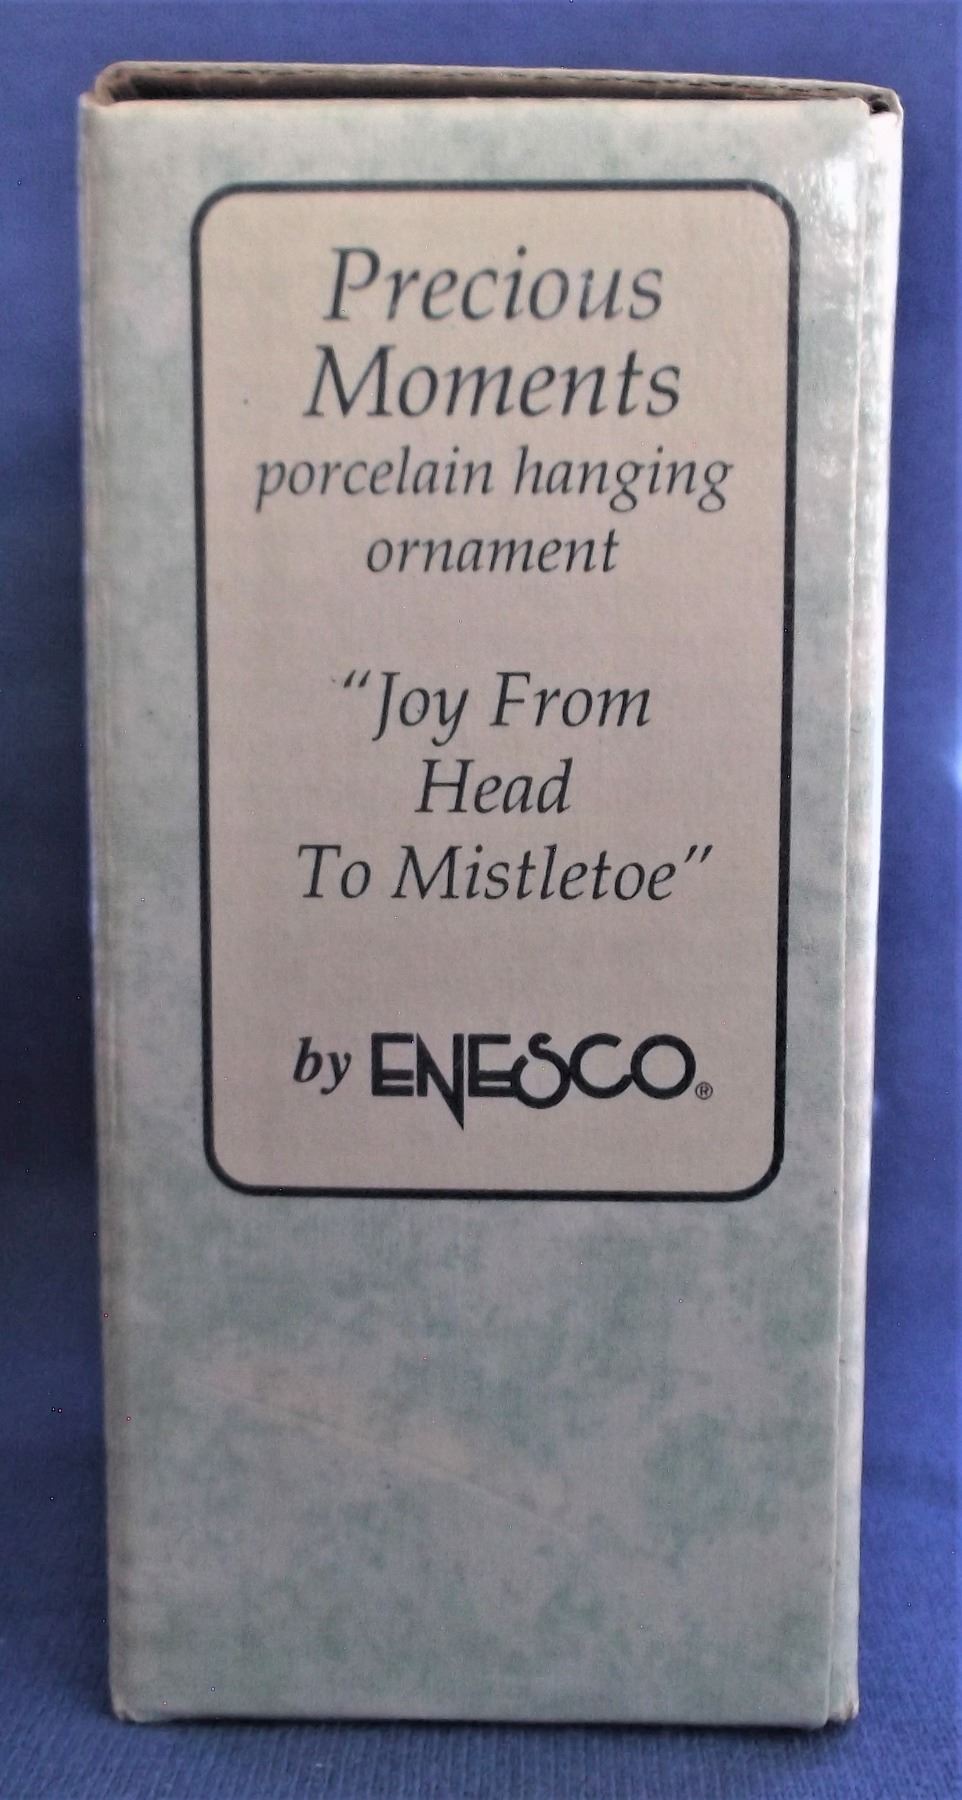 Precious
Moments
porcelain hanging
ornament
“Joy From
Head
To Mistletoe”
by ENESCO®